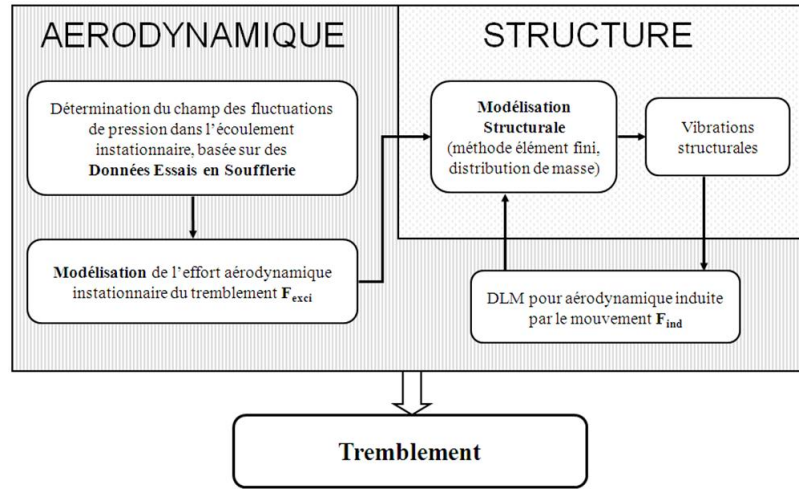 AERODYNAMIQUE
STRUCTURE
Détermination du champ des fluctuations
de pression dans l'écoulement
instationnaire, basée sur des
Données Essais en Soufflerie
Modélisation
Structurale
(méthode élément fini,
distribution de masse)
Vibrations
structurales
Modélisation de l'effort aérodynamique
instationnaire du tremblement Fexci
DLM pour aérodynamique induite
par le mouvement Find
Tremblement